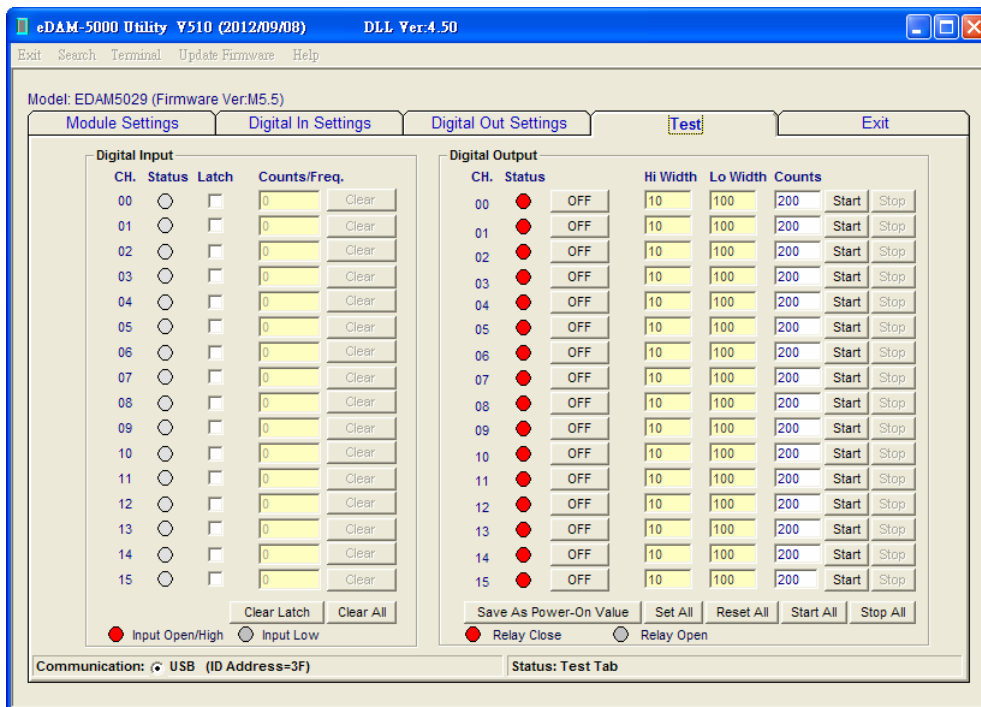 eDAM-5000 Utility V510 (2012/09/08) DLL Ver:4.50
Exit Search Terminal Update Firmware Help
Model: EDAM5029 (Firmware Ver:M5.5)
Module Settings Digital In Settings Digital Out Settings Test Exit
Digital Input Digital Output
CH. Status Latch Counts/Freq. CH. Status Hi Width Lo Width Counts
00 0 Clear 00 OFF 10 100 200 Start Stop
01 0 Clear 01 OFF 10 100 200 Start Stop
02 0 Clear 02 OFF 10 100 200 Start Stop
03 0 Clear 03 OFF 10 100 200 Start Stop
04 0 Clear 04 OFF 10 100 200 Start Stop
05 0 Clear 05 OFF 10 100 200 Start Stop
06 0 Clear 06 OFF 10 100 200 Start Stop
07 0 Clear 07 OFF 10 100 200 Start Stop
08 0 Clear 08 OFF 10 100 200 Start Stop
09 0 Clear 09 OFF 10 100 200 Start Stop
10 0 Clear 10 OFF 10 100 200 Start Stop
11 0 Clear 11 OFF 10 100 200 Start Stop
12 0 Clear 12 OFF 10 100 200 Start Stop
13 0 Clear 13 OFF 10 100 200 Start Stop
14 0 Clear 14 OFF 10 100 200 Start Stop
15 0 Clear 15 OFF 10 100 200 Start Stop
Clear Latch Clear All Save As Power-On Value Set All Reset All Start All Stop All
Input Open/High Input Low Relay Close Relay Open
Communication: USB (ID Address=3F) Status: Test Tab